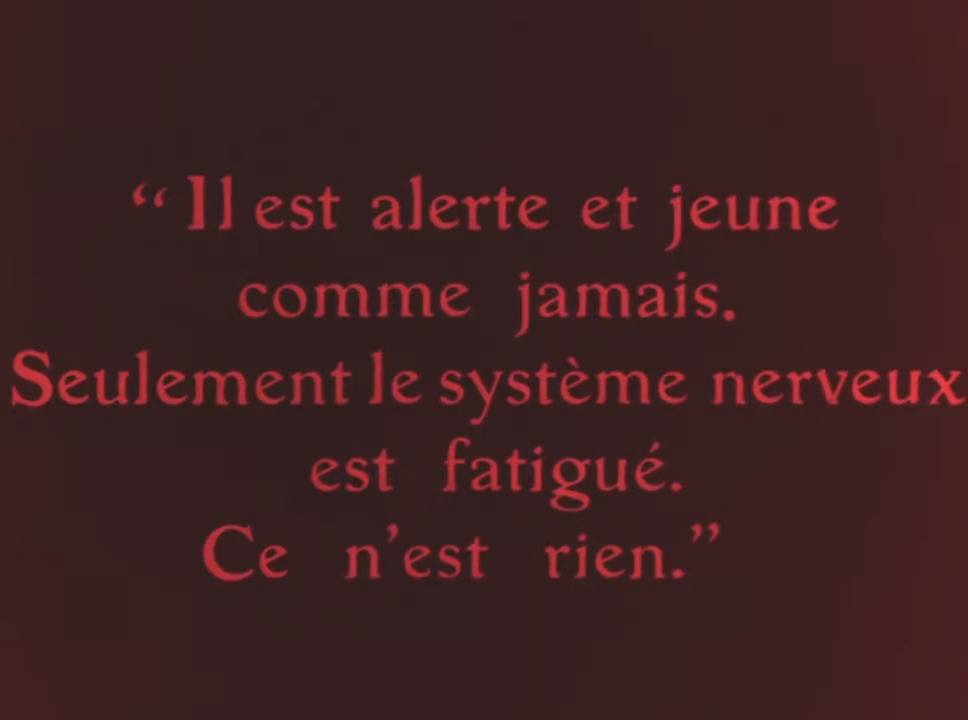 “ Il est alerte et jeune
comme jamais.
Seulement le système nerveux
est fatigué.
Ce n’est rien.”